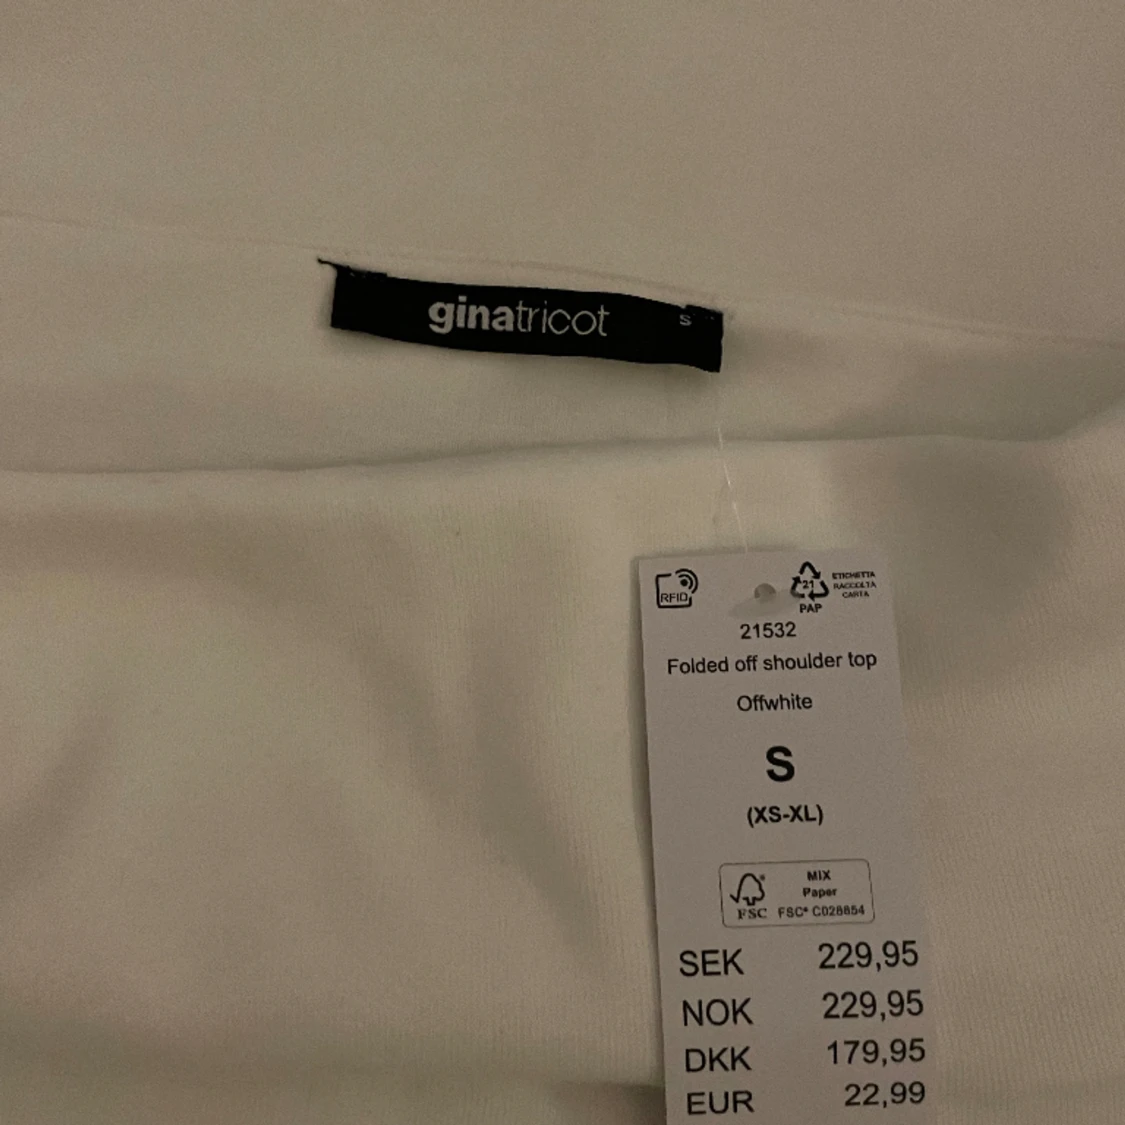 ginatricot
S
RFID
21
PAP
ETICHETTA
RACCOLTA
CARTA
21532
Folded off shoulder top
Offwhite
S
(XS-XL)
MIX
Paper
FSC
FSC® C028854
SEK 229,95
NOK 229,95
DKK 179,95
EUR 22,99